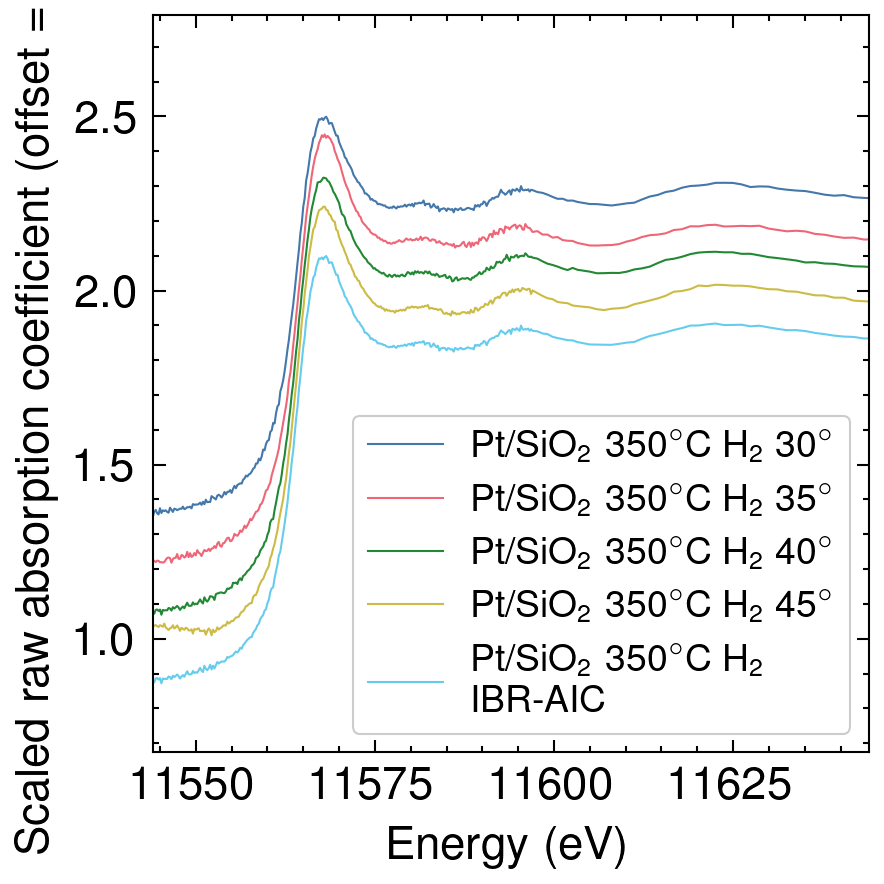 Scaled raw absorption coefficient (offset =
2.5
2.0
1.5
1.0
11550 11575 11600 11625
Energy (eV)
Pt/SiO₂ 350°C H₂ 30°
Pt/SiO₂ 350°C H₂ 35°
Pt/SiO₂ 350°C H₂ 40°
Pt/SiO₂ 350°C H₂ 45°
Pt/SiO₂ 350°C H₂
IBR-AIC